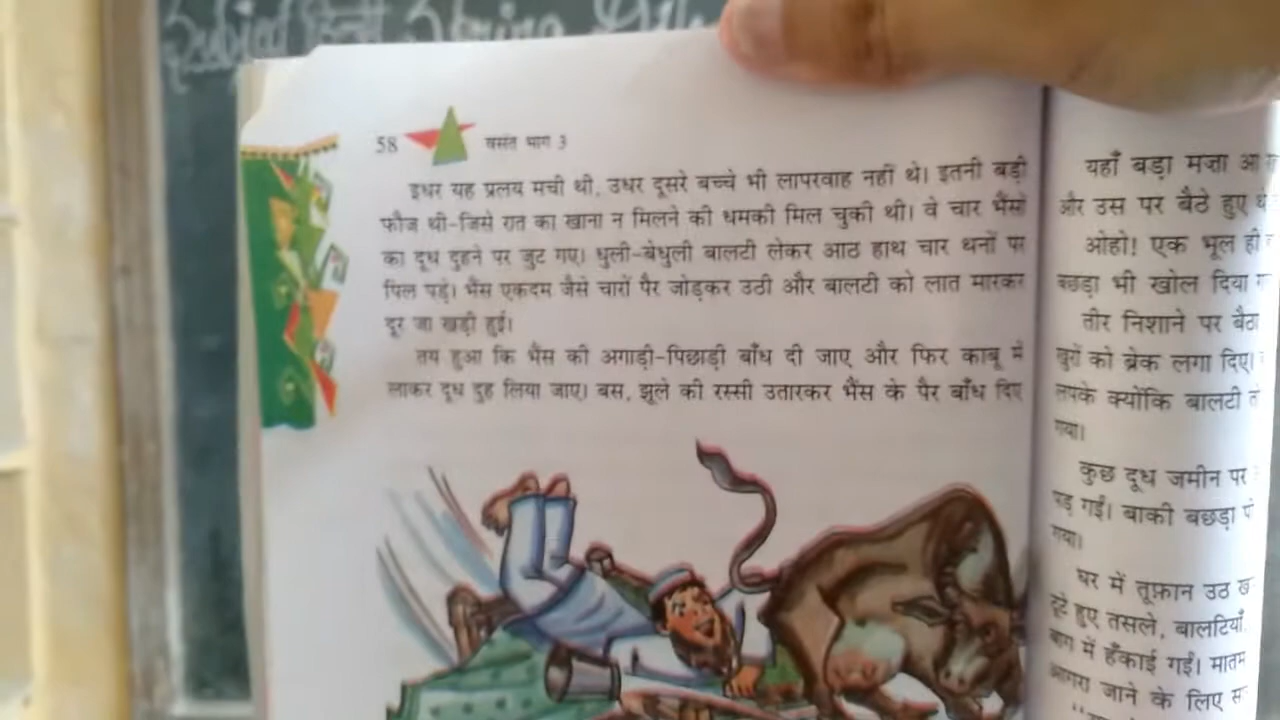 58 वसंत भाग 3
इधर यह प्रलय मची थी, उधर दूसरे बच्चे भी लापरवाह नहीं थे। इतनी बड़ी
फौज थी-जिसे रात का खाना न मिलने की धमकी मिल चुकी थी। वे चार भैंसों
का दूध दुहने पर जुट गए। धुली-बेधुली बालटी लेकर आठ हाथ चार थनों पर
पिल पड़े। भैंस एकदम जैसे चारों पैर जोड़कर उठी और बालटी को लात मारकर
दूर जा खड़ी हुई।
तय हुआ कि भैंस की अगाड़ी-पिछाड़ी बाँध दी जाए और फिर काबू में
लाकर दूध दुह लिया जाए। बस, झूले की रस्सी उतारकर भैंस के पैर बाँध दिए
यहाँ बड़ा मज़ा
और उस पर बैठे हुए
ओहो! एक भूल ही
बछड़ा भी खोल दिया
तीर निशाने पर बैठा
खुरों को ब्रेक लगा दिए।
लपके क्योंकि बालटी
गया।
कुछ दूध जमीन पर
पड़ गईं। बाकी बछड़ा
गया।
घर में तूफ़ान उठ
टूटे हुए तसले, बालटियाँ,
बाग में हँकाई गईं। मातम
आगरा जाने के लिए